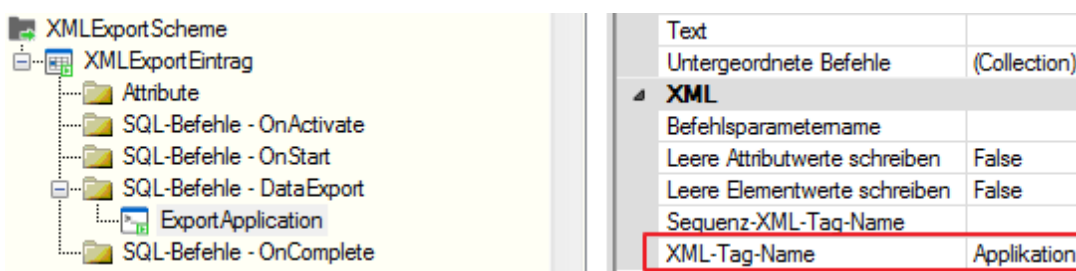 XMLExportScheme
XMLExportEintrag
Attribute
SQL-Befehle - OnActivate
SQL-Befehle - OnStart
SQL-Befehle - DataExport
ExportApplication
SQL-Befehle - OnComplete
Text
Untergeordnete Befehle (Collection)
XML
Befehlsparametername
Leere Attributwerte schreiben False
Leere Elementwerte schreiben False
Sequenz-XML-Tag-Name
XML-Tag-Name Applikation